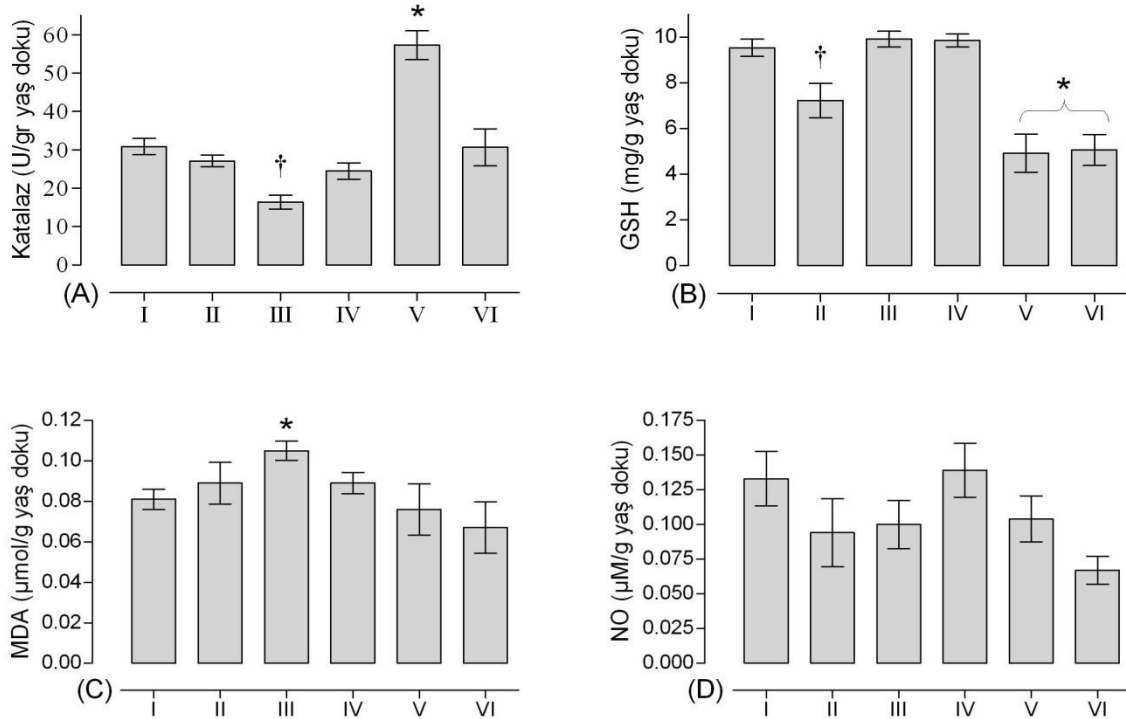 Katalaz (U/gr yaş doku)
60
50
40
30
20
10
0
*
†
(A)
I II III IV V VI
GSH (mg/g yaş doku)
10
8
6
4
2
0
†
*
(B)
I II III IV V VI
MDA (µmol/g yaş doku)
0.12
0.10
0.08
0.06
0.04
0.02
0.00
*
(C)
I II III IV V VI
NO (µM/g yaş doku)
0.175
0.150
0.125
0.100
0.075
0.050
0.025
0.000
(D)
I II III IV V VI